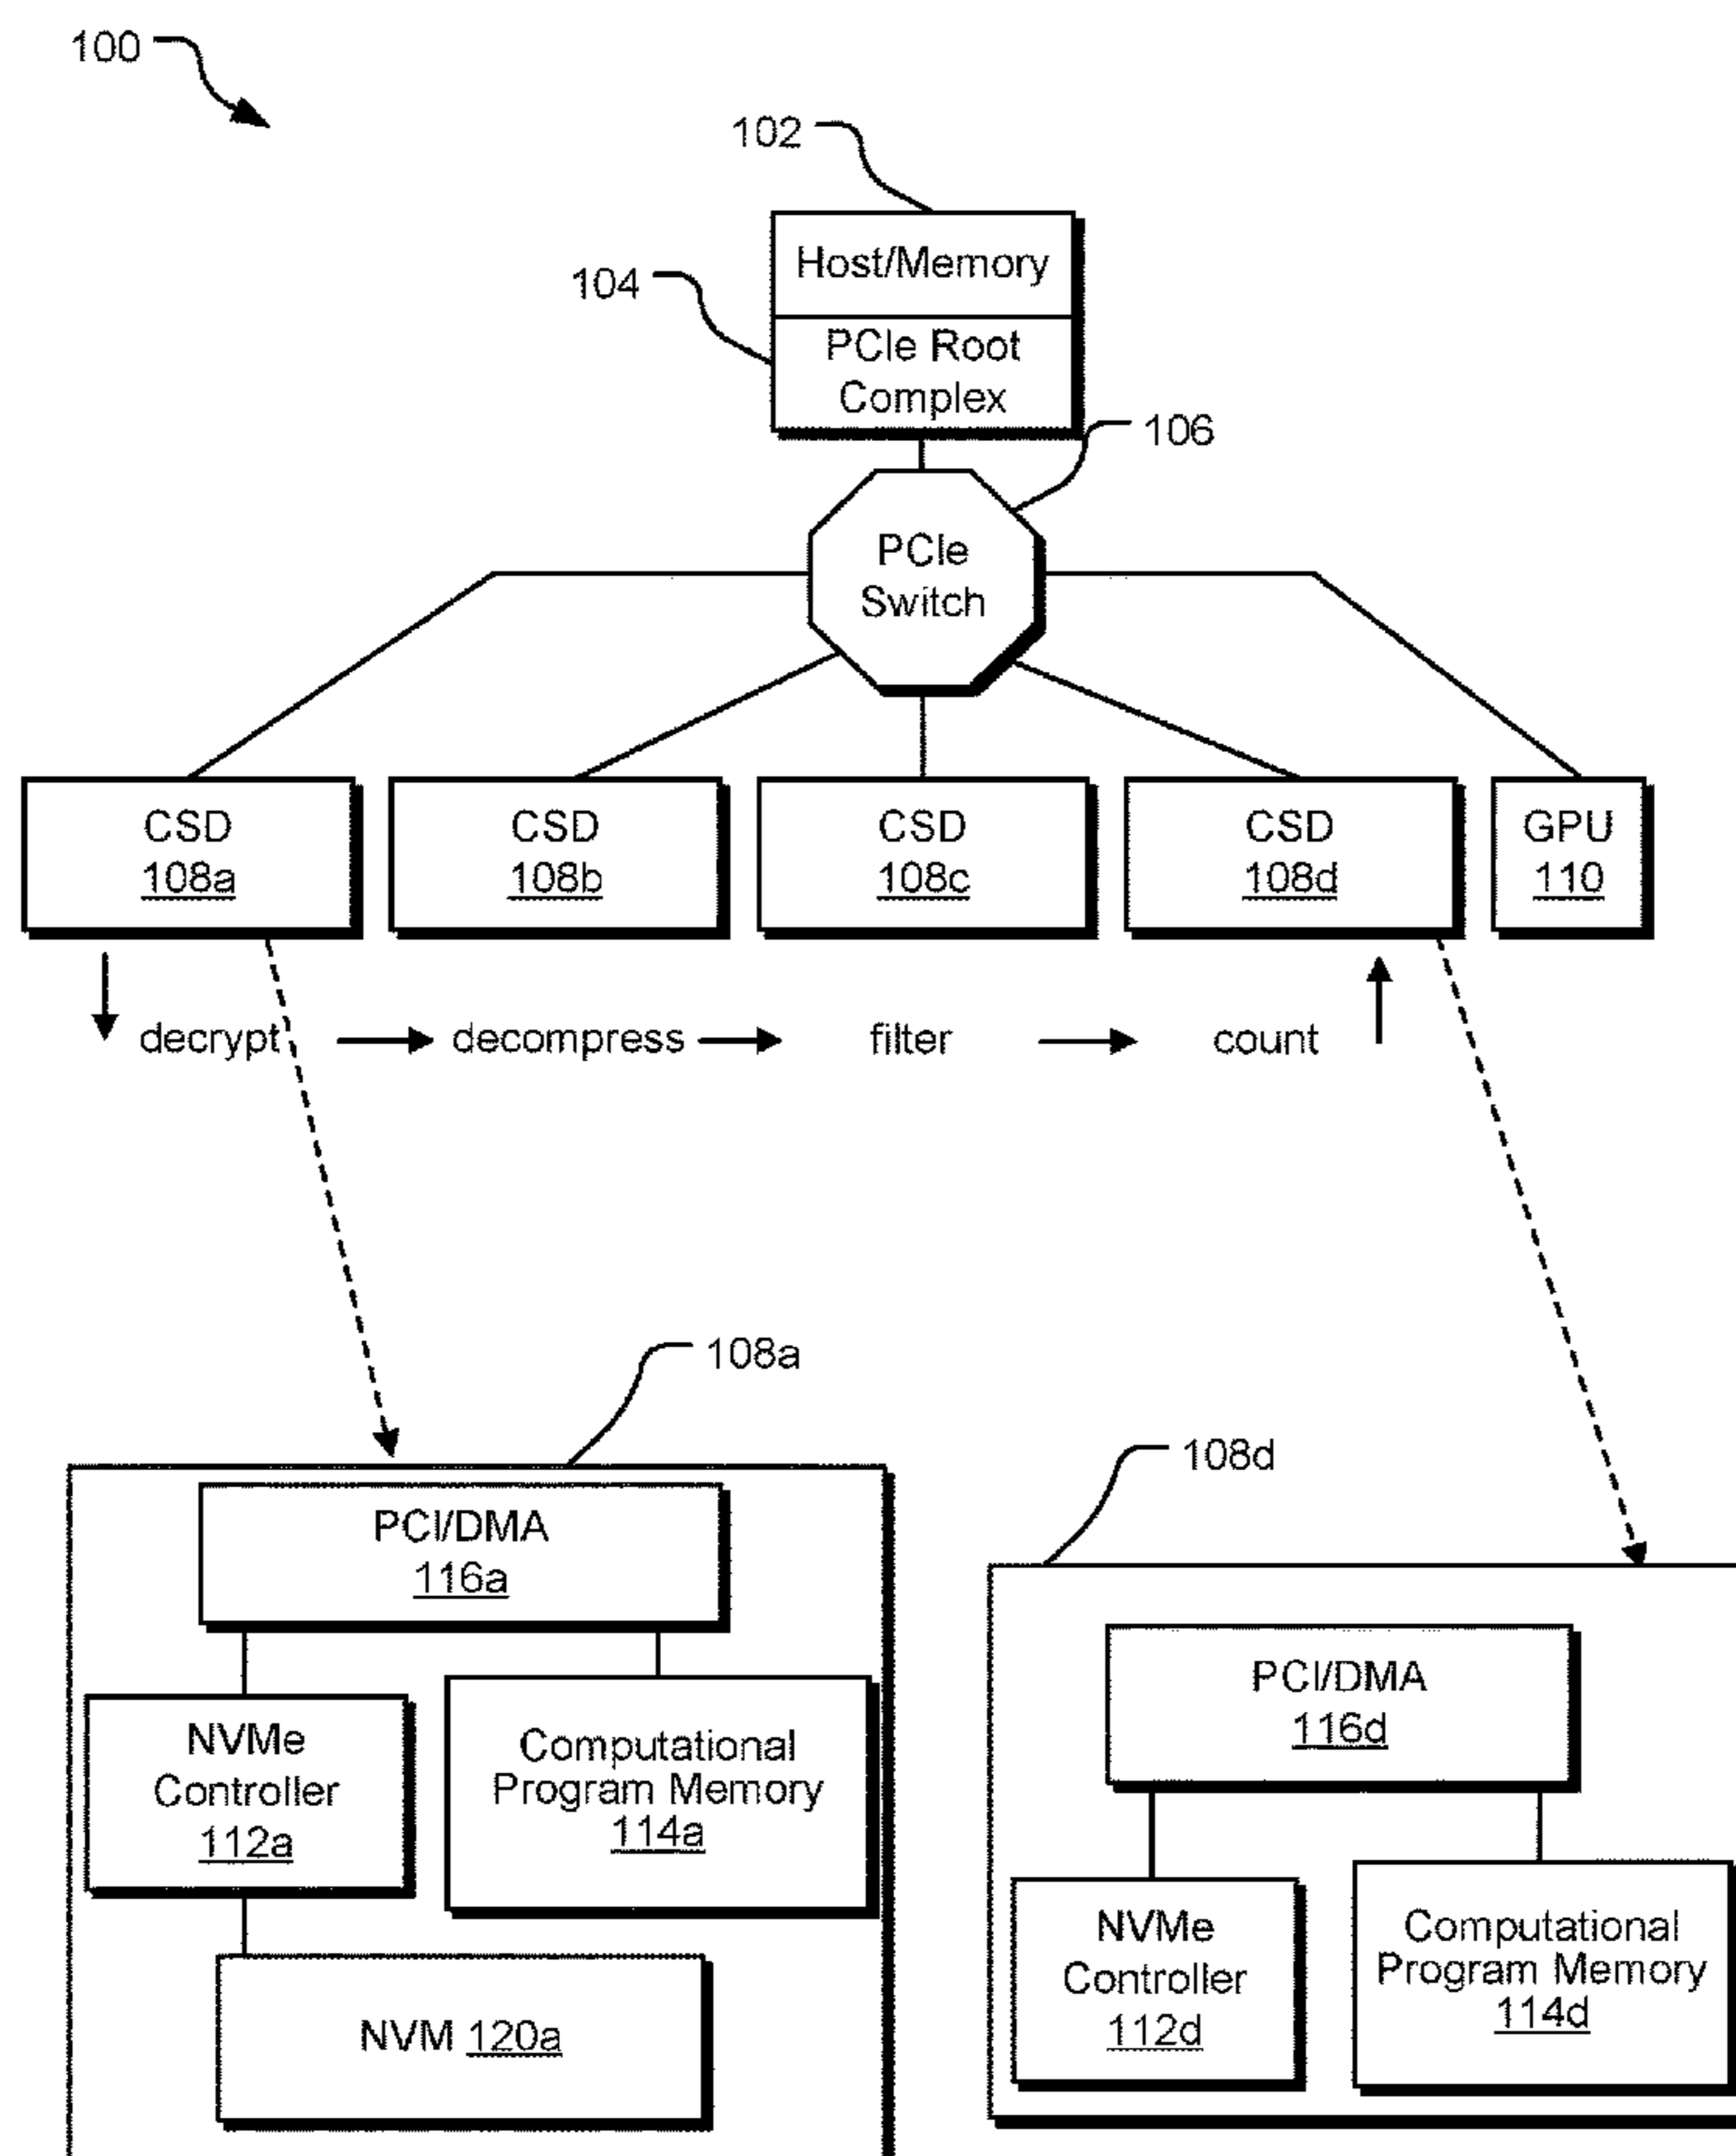 100
102
Host/Memory
104
PCIe Root
Complex
106
PCIe
Switch
CSD
108a
CSD
108b
CSD
108c
CSD
108d
GPU
110
decrypt
decompress
filter
count
108a
PCI/DMA
116a
NVMe
Controller
112a
Computational
Program Memory
114a
NVM 120a
108d
PCI/DMA
116d
NVMe
Controller
112d
Computational
Program Memory
114d